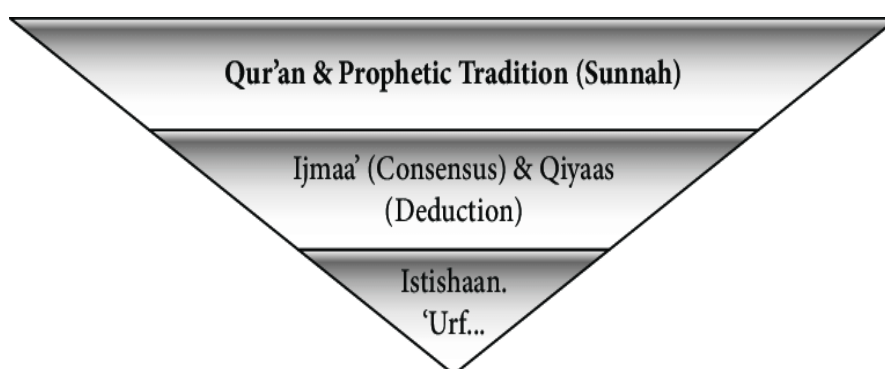 Qur’an & Prophetic Tradition (Sunnah)
Ijmaa’ (Consensus) & Qiyaas
(Deduction)
Istishaan.
‘Urf...